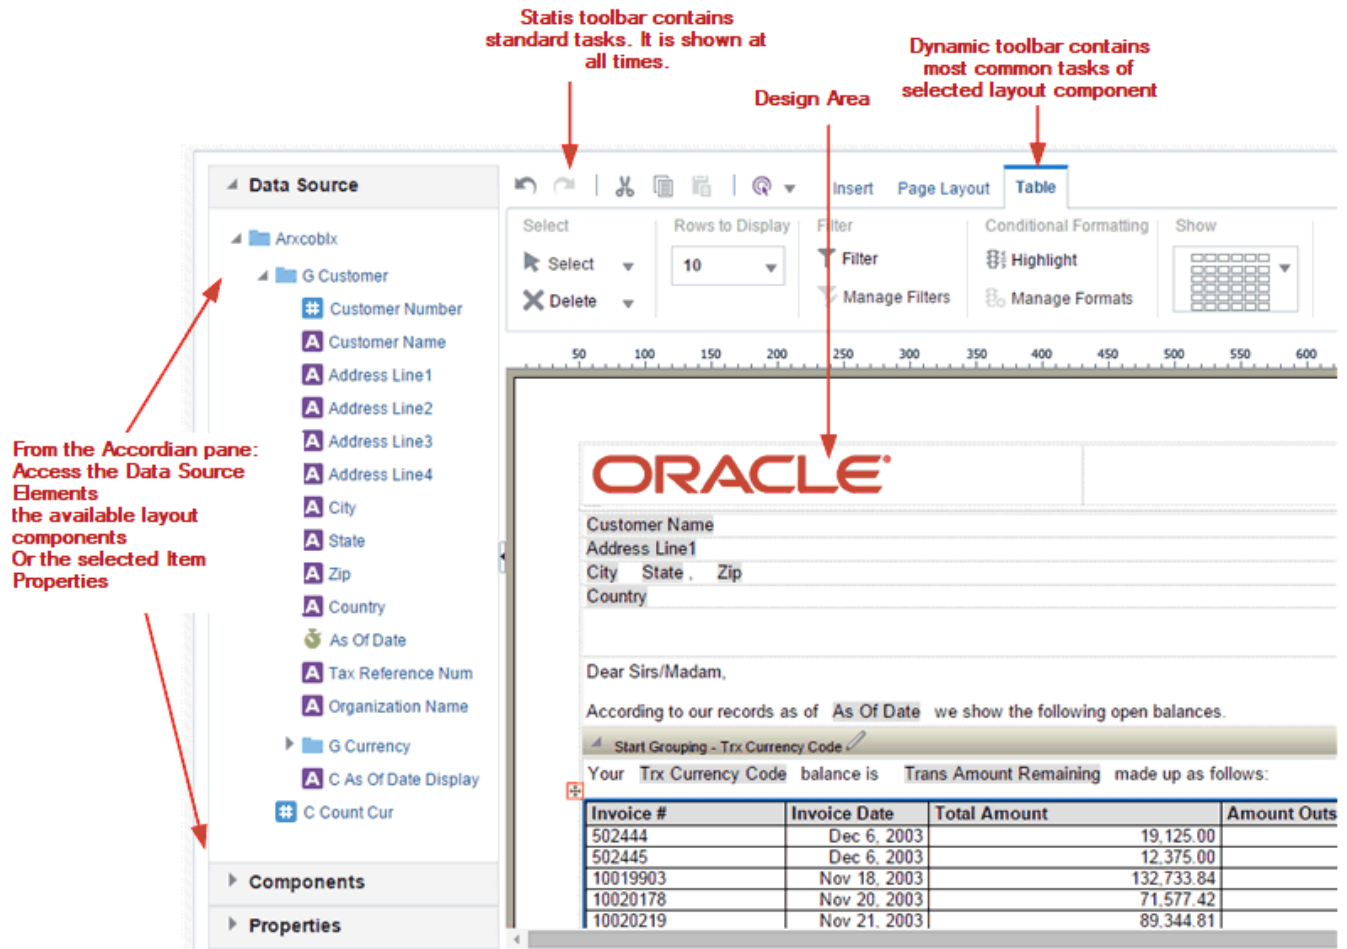 Statis toolbar contains
standard tasks. It is shown at
all times.
Dynamic toolbar contains
most common tasks of
selected layout component
Design Area
Data Source
Insert Page Layout Table
Select Rows to Display Filter Conditional Formatting Show
Select 10 Filter Highlight
Delete Manage Filters Manage Formats
Arxcoblx
G Customer
Customer Number
Customer Name
Address Line1
Address Line2
Address Line3
Address Line4
City
State
Zip
Country
As Of Date
Tax Reference Num
Organization Name
G Currency
C As Of Date Display
C Count Cur
Components
Properties
From the Accordian pane:
Access the Data Source
Elements
the available layout
components
Or the selected Item
Properties
50 100 150 200 250 300 350 400 450 500 550 600
ORACLE
Customer Name
Address Line1
City State , Zip
Country
Dear Sirs/Madam,
According to our records as of As Of Date we show the following open balances.
Start Grouping - Trx Currency Code
Your Trx Currency Code balance is Trans Amount Remaining made up as follows:
Invoice # Invoice Date Total Amount Amount Outs
502444 Dec 6, 2003 19,125.00
502445 Dec 6, 2003 12,375.00
10019903 Nov 18, 2003 132,733.84
10020178 Nov 20, 2003 71,577.42
10020219 Nov 21, 2003 89,344.81